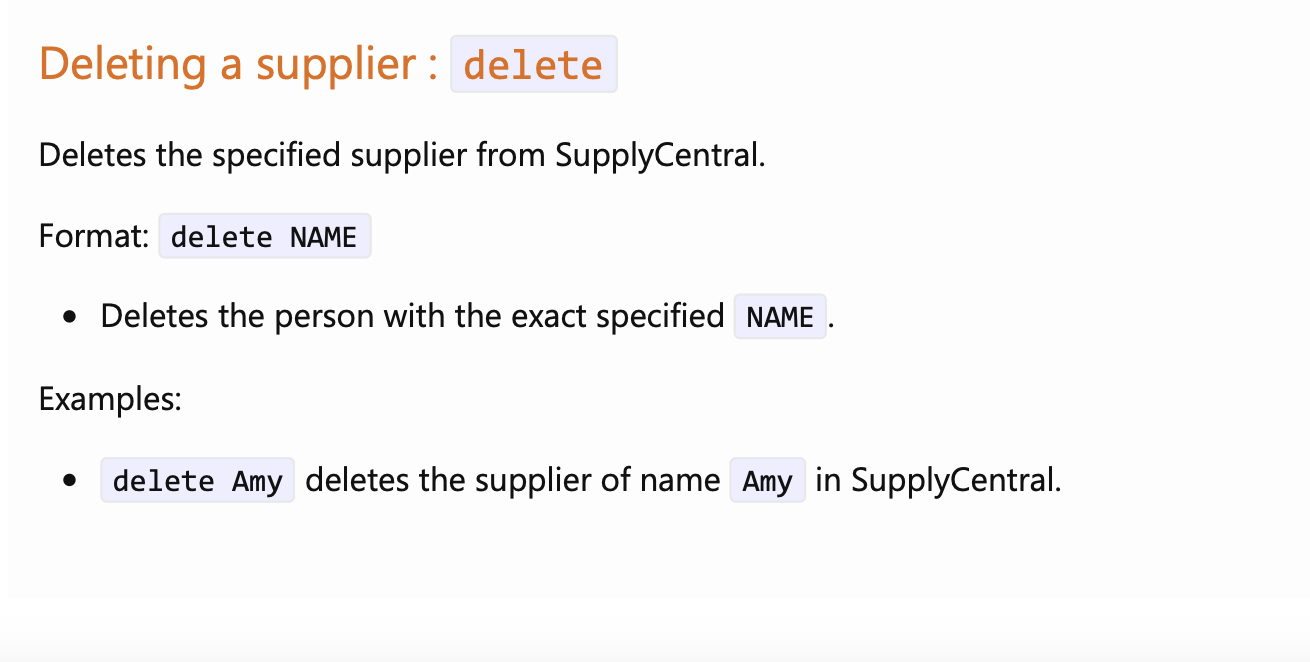 Deleting a supplier : delete
Deletes the specified supplier from SupplyCentral.
Format: delete NAME
• Deletes the person with the exact specified NAME.
Examples:
• delete Amy deletes the supplier of name Amy in SupplyCentral.